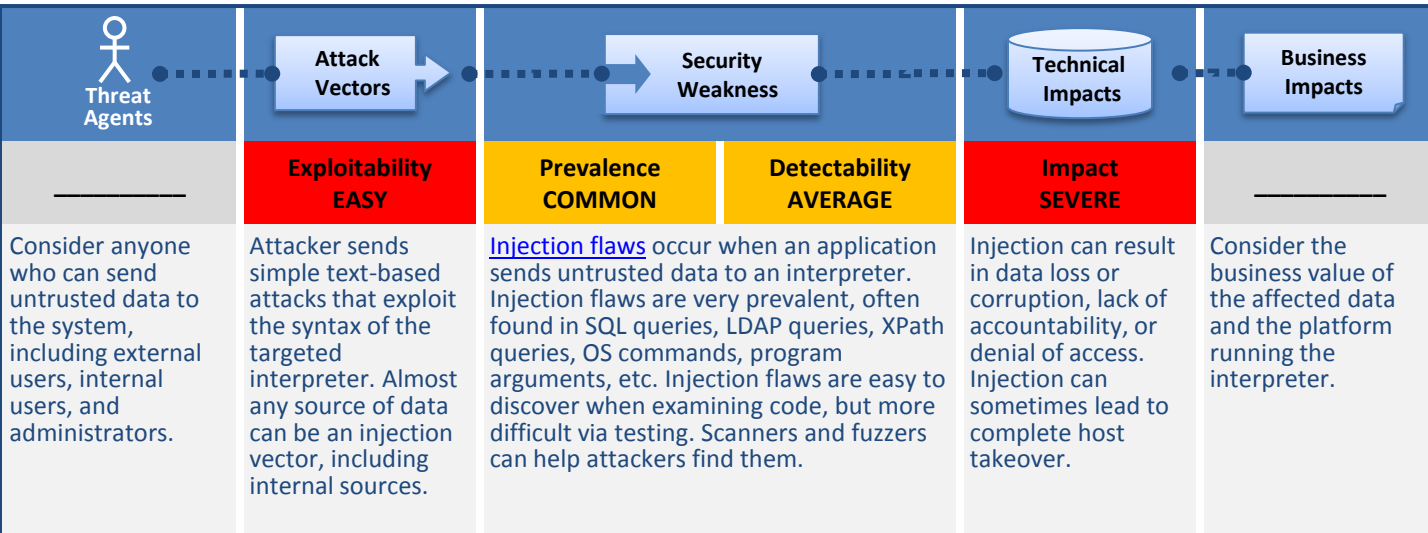 Threat
Agents
Attack
Vectors
Security
Weakness
Technical
Impacts
Business
Impacts
__________
Exploitability
EASY
Prevalence
COMMON
Detectability
AVERAGE
Impact
SEVERE
__________
Consider anyone
who can send
untrusted data to
the system,
including external
users, internal
users, and
administrators.
Attacker sends
simple text-based
attacks that exploit
the syntax of the
targeted
interpreter. Almost
any source of data
can be an injection
vector, including
internal sources.
Injection flaws occur when an application
sends untrusted data to an interpreter.
Injection flaws are very prevalent, often
found in SQL queries, LDAP queries, XPath
queries, OS commands, program
arguments, etc. Injection flaws are easy to
discover when examining code, but more
difficult via testing. Scanners and fuzzers
can help attackers find them.
Injection can result
in data loss or
corruption, lack of
accountability, or
denial of access.
Injection can
sometimes lead to
complete host
takeover.
Consider the
business value of
the affected data
and the platform
running the
interpreter.